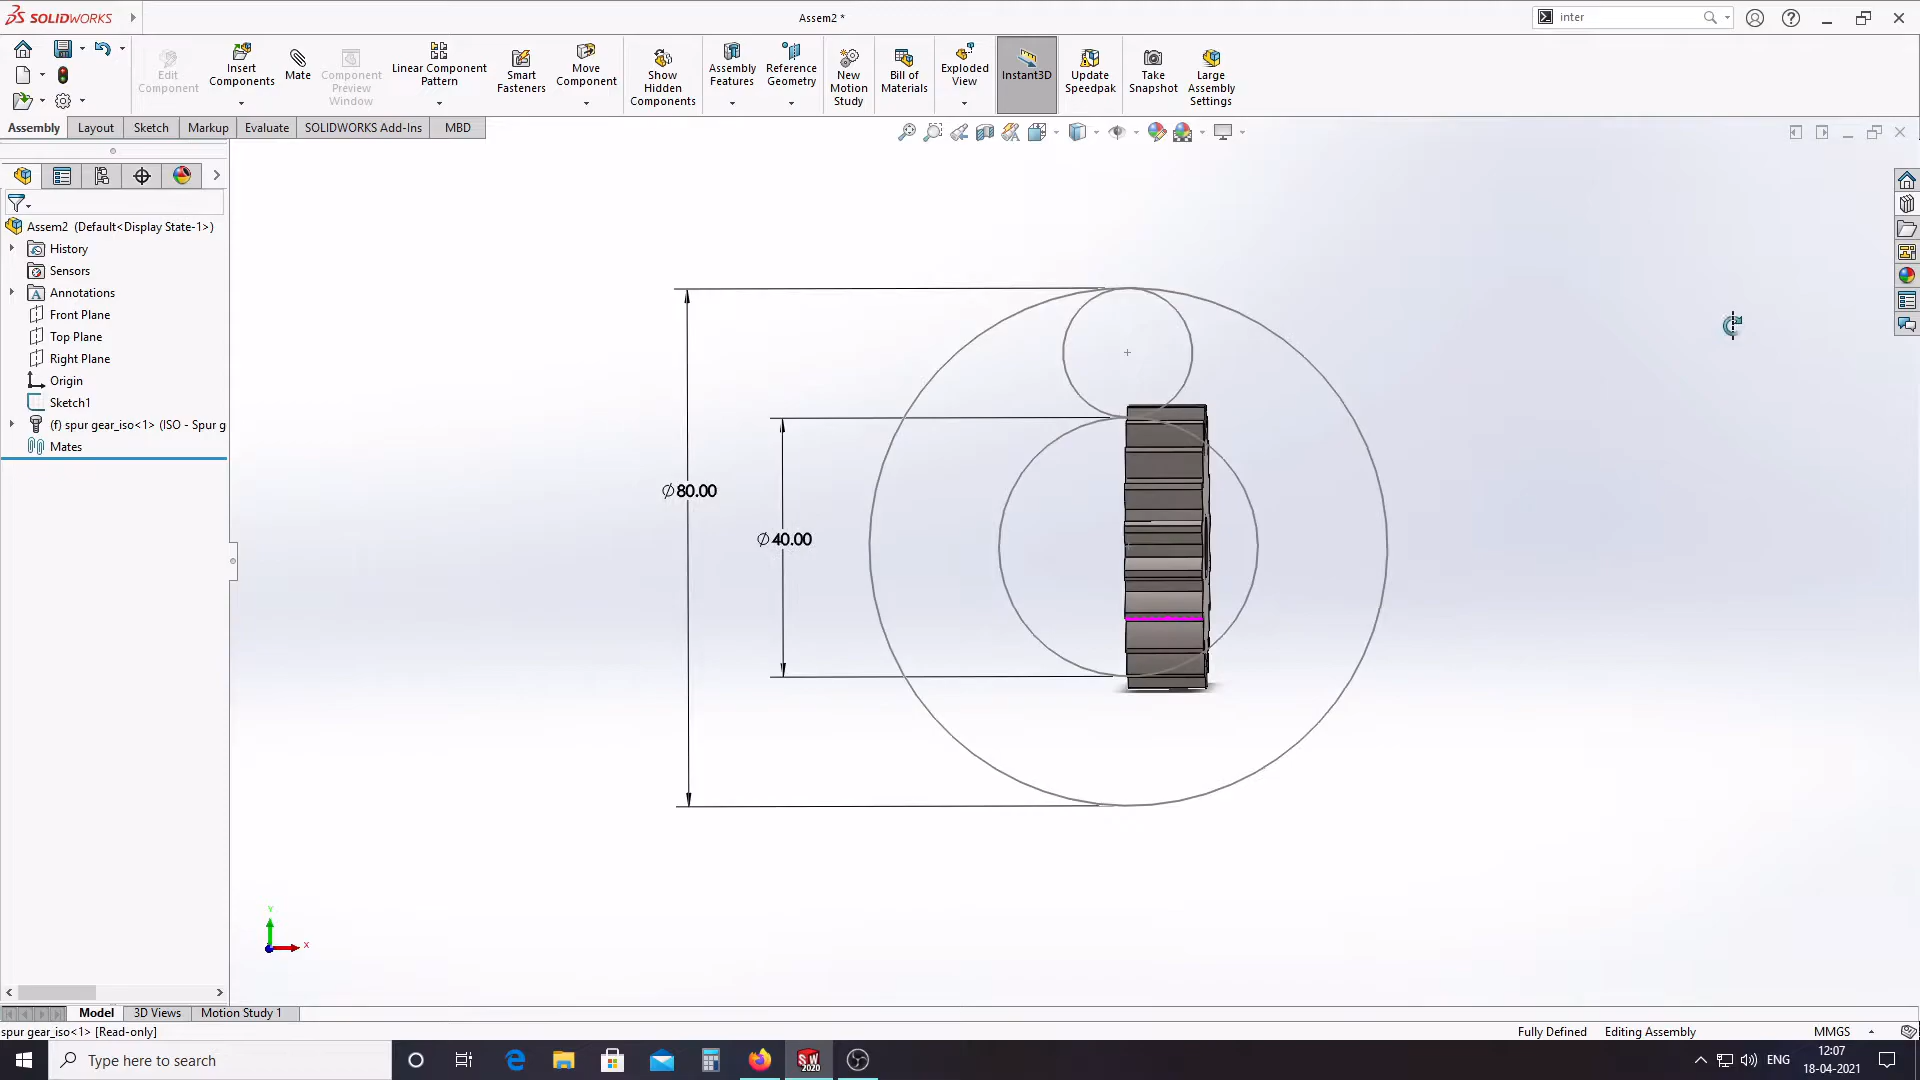 SOLIDWORKS
Assem2 *
inter
Edit Component
Insert Components
Mate
Component Preview Window
Linear Component Pattern
Smart Fasteners
Move Component
Show Hidden Components
Assembly Features
Reference Geometry
New Motion Study
Bill of Materials
Exploded View
Instant3D
Update Speedpak
Take Snapshot
Large Assembly Settings
Assembly
Layout
Sketch
Markup
Evaluate
SOLIDWORKS Add-Ins
MBD
Assem2 (Default<Display State-1>)
History
Sensors
Annotations
Front Plane
Top Plane
Right Plane
Origin
Sketch1
(f) spur gear_iso<1> (ISO - Spur g
Mates
∅80.00
∅40.00
Y
X
Model
3D Views
Motion Study 1
spur gear_iso<1> [Read-only]
Fully Defined
Editing Assembly
MMGS
Type here to search
SW 2020
ENG
12:07
18-04-2021